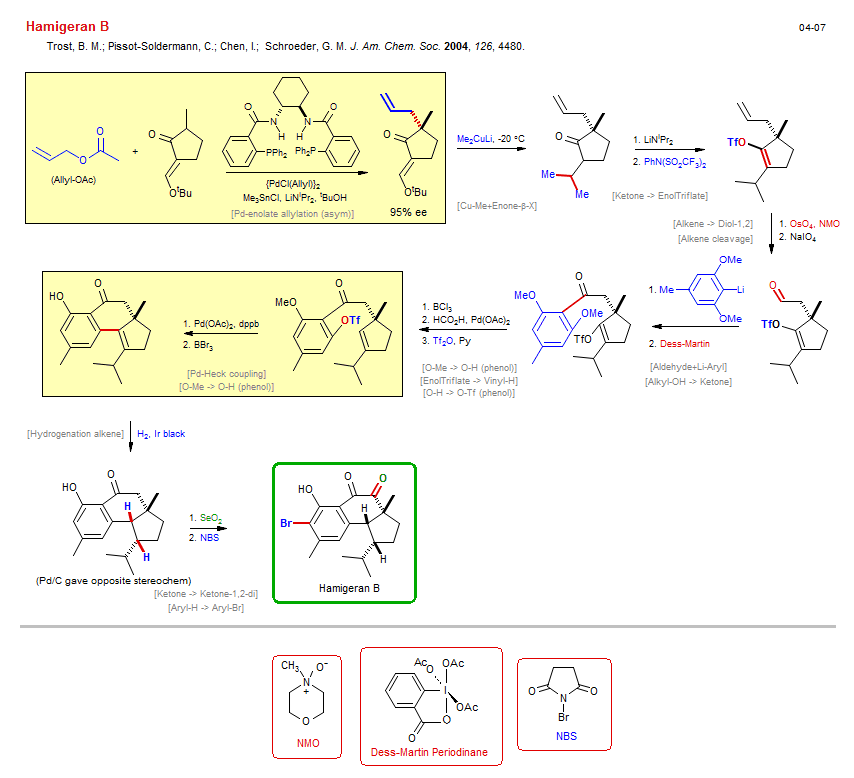 Hamigeran B
04-07
Trost, B. M.; Pissot-Soldermann, C.; Chen, I.; Schroeder, G. M. J. Am. Chem. Soc. 2004, 126, 4480.
O
O
(Allyl-OAc)
+
O
OᵗBu
O
N
H
N
H
O
PPh₂
Ph₂P
{PdCl(Allyl)}₂
Me₃SnCl, LiNⁱPr₂, ᵗBuOH
[Pd-enolate allylation (asym)]
O
OᵗBu
95% ee
Me₂CuLi, -20 °C
[Cu-Me+Enone-β-X]
O
Me
Me
1. LiNⁱPr₂
2. PhN(SO₂CF₃)₂
[Ketone -> EnolTriflate]
TfO
[Alkene -> Diol-1,2]
[Alkene cleavage]
1. OsO₄, NMO
2. NaIO₄
O
TfO
OMe
1. Me
Li
OMe
2. Dess-Martin
[Aldehyde+Li-Aryl]
[Alkyl-OH -> Ketone]
O
MeO
OMe
TfO
1. BCl₃
2. HCO₂H, Pd(OAc)₂
3. Tf₂O, Py
[O-Me -> O-H (phenol)]
[EnolTriflate -> Vinyl-H]
[O-H -> O-Tf (phenol)]
O
MeO
OTf
1. Pd(OAc)₂, dppb
2. BBr₃
[Pd-Heck coupling]
[O-Me -> O-H (phenol)]
O
HO
[Hydrogenation alkene]
H₂, Ir black
O
HO
H
H
(Pd/C gave opposite stereochem)
1. SeO₂
2. NBS
[Ketone -> Ketone-1,2-di]
[Aryl-H -> Aryl-Br]
O
O
HO
H
Br
H
Hamigeran B
CH₃
O⁻
N
+
O
NMO
AcO
OAc
I
OAc
O
O
Dess-Martin Periodinane
O
N
O
Br
NBS